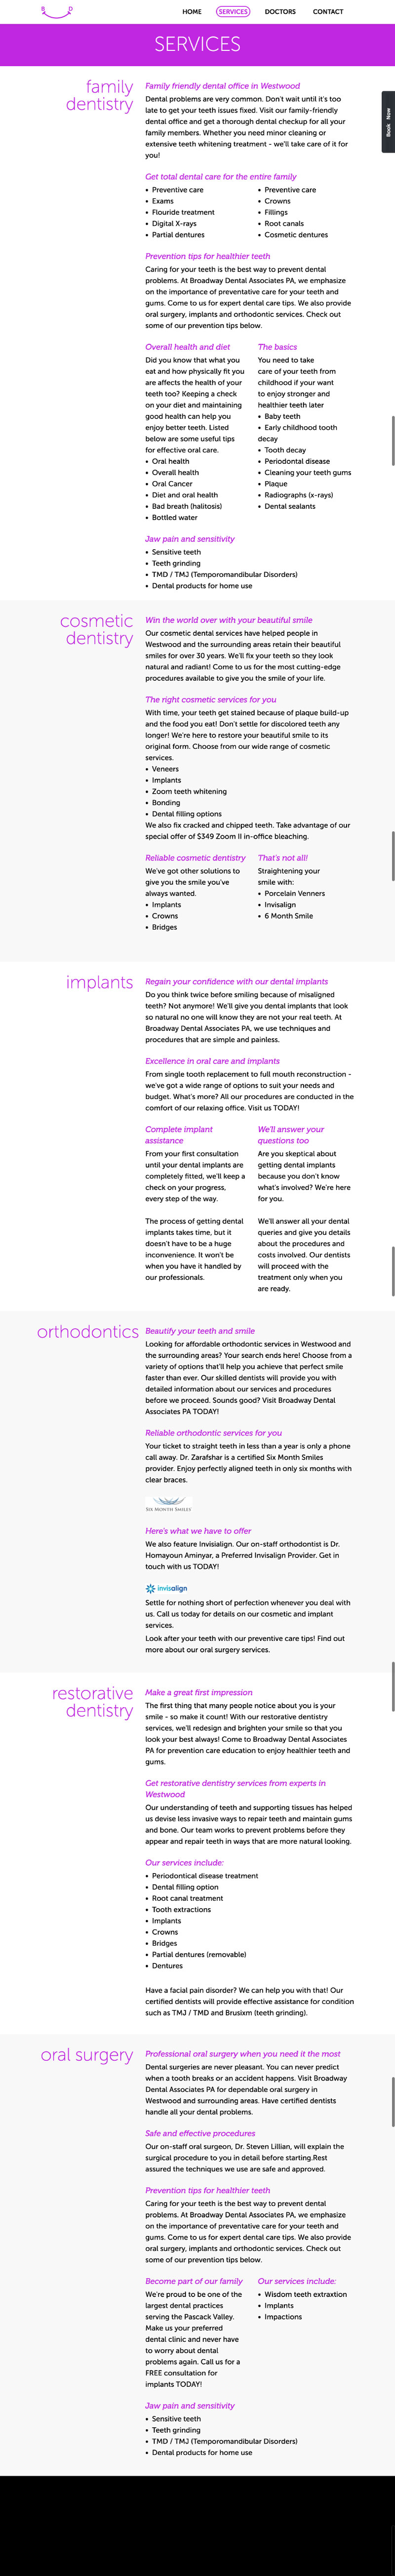 B D
HOME SERVICES DOCTORS CONTACT
SERVICES
Book Now
family
dentistry
Family friendly dental office in Westwood
Dental problems are very common. Don't wait until it's too
late to get your teeth issues fixed. Visit our family-friendly
dental office and get a thorough dental checkup for all your
family members. Whether you need minor cleaning or
extensive teeth whitening treatment - we'll take care of it for
you!
Get total dental care for the entire family
• Preventive care
• Exams
• Flouride treatment
• Digital X-rays
• Partial dentures
• Preventive care
• Crowns
• Fillings
• Root canals
• Cosmetic dentures
Prevention tips for healthier teeth
Caring for your teeth is the best way to prevent dental
problems. At Broadway Dental Associates PA, we emphasize
on the importance of preventative care for your teeth and
gums. Come to us for expert dental care tips. We also provide
oral surgery, implants and orthodontic services. Check out
some of our prevention tips below.
Overall health and diet
Did you know that what you
eat and how physically fit you
are affects the health of your
teeth too? Keeping a check
on your diet and maintaining
good health can help you
enjoy better teeth. Listed
below are some useful tips
for effective oral care.
• Oral health
• Overall health
• Oral Cancer
• Diet and oral health
• Bad breath (halitosis)
• Bottled water
The basics
You need to take
care of your teeth from
childhood if your want
to enjoy stronger and
healthier teeth later
• Baby teeth
• Early childhood tooth
decay
• Tooth decay
• Periodontal disease
• Cleaning your teeth gums
• Plaque
• Radiographs (x-rays)
• Dental sealants
Jaw pain and sensitivity
• Sensitive teeth
• Teeth grinding
• TMD / TMJ (Temporomandibular Disorders)
• Dental products for home use
cosmetic
dentistry
Win the world over with your beautiful smile
Our cosmetic dental services have helped people in
Westwood and the surrounding areas retain their beautiful
smiles for over 30 years. We'll fix your teeth so they look
natural and radiant! Come to us for the most cutting-edge
procedures available to give you the smile of your life.
The right cosmetic services for you
With time, your teeth get stained because of plaque build-up
and the food you eat! Don't settle for discolored teeth any
longer! We're here to restore your beautiful smile to its
original form. Choose from our wide range of cosmetic
services.
• Veneers
• Implants
• Zoom teeth whitening
• Bonding
• Dental filling options
We also fix cracked and chipped teeth. Take advantage of our
special offer of $349 Zoom II in-office bleaching.
Reliable cosmetic dentistry
We've got other solutions to
give you the smile you've
always wanted.
• Implants
• Crowns
• Bridges
That's not all!
Straightening your
smile with:
• Porcelain Venners
• Invisalign
• 6 Month Smile
implants
Regain your confidence with our dental implants
Do you think twice before smiling because of misaligned
teeth? Not anymore! We'll give you dental implants that look
so natural no one will know they are not your real teeth. At
Broadway Dental Associates PA, we use techniques and
procedures that are simple and painless.
Excellence in oral care and implants
From single tooth replacement to full mouth reconstruction -
we've got a wide range of options to suit your needs and
budget. What's more? All our procedures are conducted in the
comfort of our relaxing office. Visit us TODAY!
Complete implant
assistance
From your first consultation
until your dental implants are
completely fitted, we'll keep a
check on your progress,
every step of the way.
The process of getting dental
implants takes time, but it
doesn't have to be a huge
inconvenience. It won't be
when you have it handled by
our professionals.
We'll answer your
questions too
Are you skeptical about
getting dental implants
because you don't know
what's involved? We're here
for you.
We'll answer all your dental
queries and give you details
about the procedures and
costs involved. Our dentists
will proceed with the
treatment only when you
are ready.
orthodontics
Beautify your teeth and smile
Looking for affordable orthodontic services in Westwood and
the surrounding areas? Your search ends here! Choose from a
variety of options that'll help you achieve that perfect smile
faster than ever. Our skilled dentists will provide you with
detailed information about our services and procedures
before we proceed. Sounds good? Visit Broadway Dental
Associates PA TODAY!
Reliable orthodontic services for you
Your ticket to straight teeth in less than a year is only a phone
call away. Dr. Zarafshar is a certified Six Month Smiles
provider. Enjoy perfectly aligned teeth in only six months with
clear braces.
SIX MONTH SMILES
Here's what we have to offer
We also feature Invisialign. Our on-staff orthodontist is Dr.
Homayoun Aminyar, a Preferred Invisalign Provider. Get in
touch with us TODAY!
invisalign
Settle for nothing short of perfection whenever you deal with
us. Call us today for details on our cosmetic and implant
services.
Look after your teeth with our preventive care tips! Find out
more about our oral surgery services.
restorative
dentistry
Make a great first impression
The first thing that many people notice about you is your
smile - so make it count! With our restorative dentistry
services, we'll redesign and brighten your smile so that you
look your best always! Come to Broadway Dental Associates
PA for prevention care education to enjoy healthier teeth and
gums.
Get restorative dentistry services from experts in
Westwood
Our understanding of teeth and supporting tissues has helped
us devise less invasive ways to repair teeth and maintain gums
and bone. Our team works to prevent problems before they
appear and repair teeth in ways that are more natural looking.
Our services include:
• Periodontical disease treatment
• Dental filling option
• Root canal treatment
• Tooth extractions
• Implants
• Crowns
• Bridges
• Partial dentures (removable)
• Dentures
Have a facial pain disorder? We can help you with that! Our
certified dentists will provide effective assistance for condition
such as TMJ / TMD and Brusixm (teeth grinding).
oral surgery
Professional oral surgery when you need it the most
Dental surgeries are never pleasant. You can never predict
when a tooth breaks or an accident happens. Visit Broadway
Dental Associates PA for dependable oral surgery in
Westwood and surrounding areas. Have certified dentists
handle all your dental problems.
Safe and effective procedures
Our on-staff oral surgeon, Dr. Steven Lillian, will explain the
surgical procedure to you in detail before starting.Rest
assured the techniques we use are safe and approved.
Prevention tips for healthier teeth
Caring for your teeth is the best way to prevent dental
problems. At Broadway Dental Associates PA, we emphasize
on the importance of preventative care for your teeth and
gums. Come to us for expert dental care tips. We also provide
oral surgery, implants and orthodontic services. Check out
some of our prevention tips below.
Become part of our family
We're proud to be one of the
largest dental practices
serving the Pascack Valley.
Make us your preferred
dental clinic and never have
to worry about dental
problems again. Call us for a
FREE consultation for
implants TODAY!
Our services include:
• Wisdom teeth extraxtion
• Implants
• Impactions
Jaw pain and sensitivity
• Sensitive teeth
• Teeth grinding
• TMD / TMJ (Temporomandibular Disorders)
• Dental products for home use